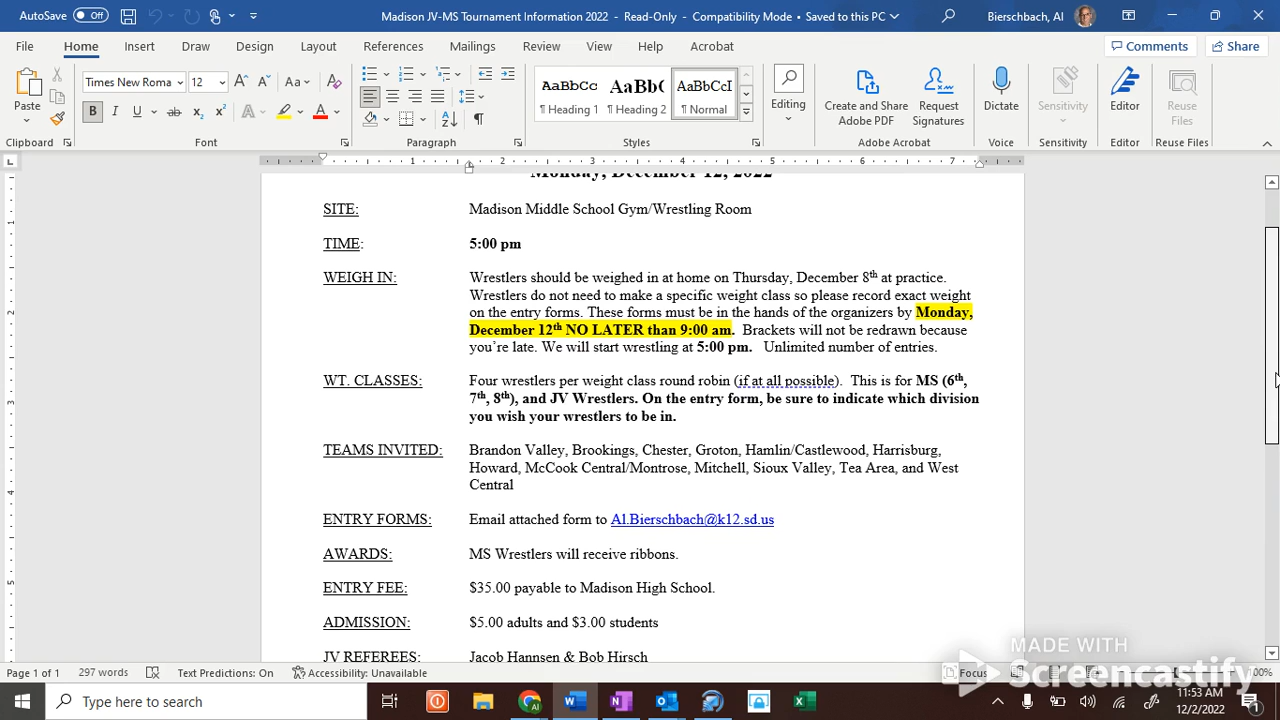 AutoSave Off Madison JV-MS Tournament Information 2022 - Read-Only - Compatibility Mode - Saved to this PC Bierschbach, Al
File Home Insert Draw Design Layout References Mailings Review View Help Acrobat Comments Share
Times New Roma 12 Aa
AaBbCc AaBb( AaBbCcI
Paste B I U ab x₂ x² A A ¶ Heading 1 ¶ Heading 2 ¶ Normal Editing Create and Share Adobe PDF Request Signatures Dictate Sensitivity Editor Reuse Files
Clipboard Font Paragraph Styles Adobe Acrobat Voice Sensitivity Editor Reuse Files
1 2 3 4 5 6 7
Monday, December 12, 2022
SITE: Madison Middle School Gym/Wrestling Room
TIME: 5:00 pm
WEIGH IN: Wrestlers should be weighed in at home on Thursday, December 8th at practice.
Wrestlers do not need to make a specific weight class so please record exact weight
on the entry forms. These forms must be in the hands of the organizers by Monday,
December 12th NO LATER than 9:00 am. Brackets will not be redrawn because
you're late. We will start wrestling at 5:00 pm. Unlimited number of entries.
WT. CLASSES: Four wrestlers per weight class round robin (if at all possible). This is for MS (6th,
7th, 8th), and JV Wrestlers. On the entry form, be sure to indicate which division
you wish your wrestlers to be in.
TEAMS INVITED: Brandon Valley, Brookings, Chester, Groton, Hamlin/Castlewood, Harrisburg,
Howard, McCook Central/Montrose, Mitchell, Sioux Valley, Tea Area, and West
Central
ENTRY FORMS: Email attached form to Al.Bierschbach@k12.sd.us
AWARDS: MS Wrestlers will receive ribbons.
ENTRY FEE: $35.00 payable to Madison High School.
ADMISSION: $5.00 adults and $3.00 students
JV REFEREES: Jacob Hannsen & Bob Hirsch
MADE WITH
Screencastify
Page 1 of 1 297 words Text Predictions: On Accessibility: Unavailable Focus 100%
Type here to search 11:53 AM
12/2/2022